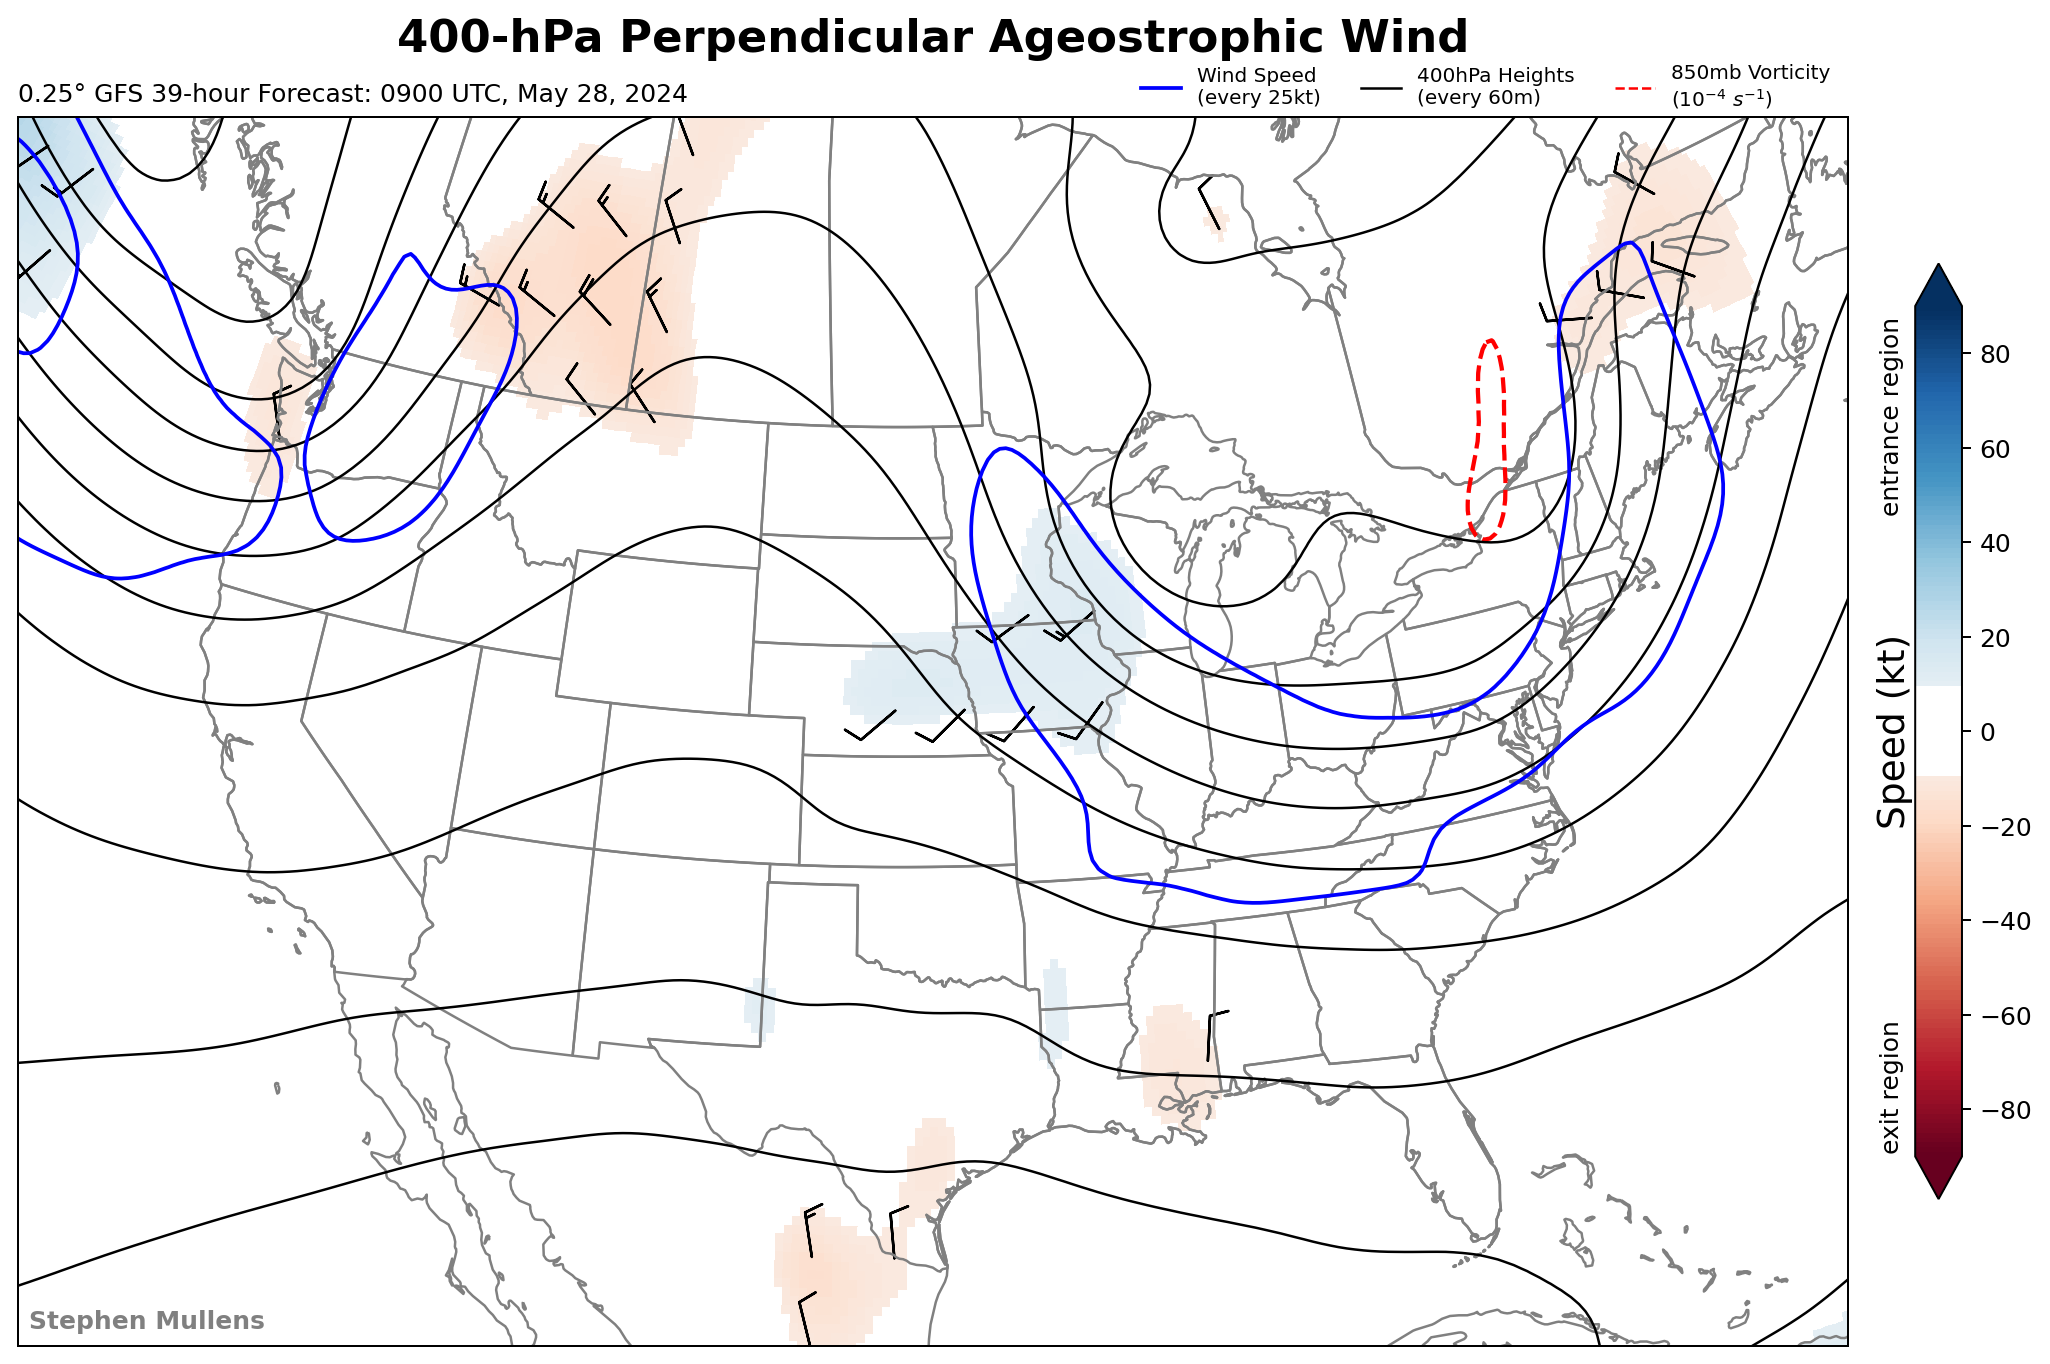 400-hPa Perpendicular Ageostrophic Wind
0.25° GFS 39-hour Forecast: 0900 UTC, May 28, 2024
Wind Speed
(every 25kt)
400hPa Heights
(every 60m)
850mb Vorticity
(10⁻⁴ s⁻¹)
entrance region
Speed (kt)
exit region
80
60
40
20
0
−20
−40
−60
−80
Stephen Mullens